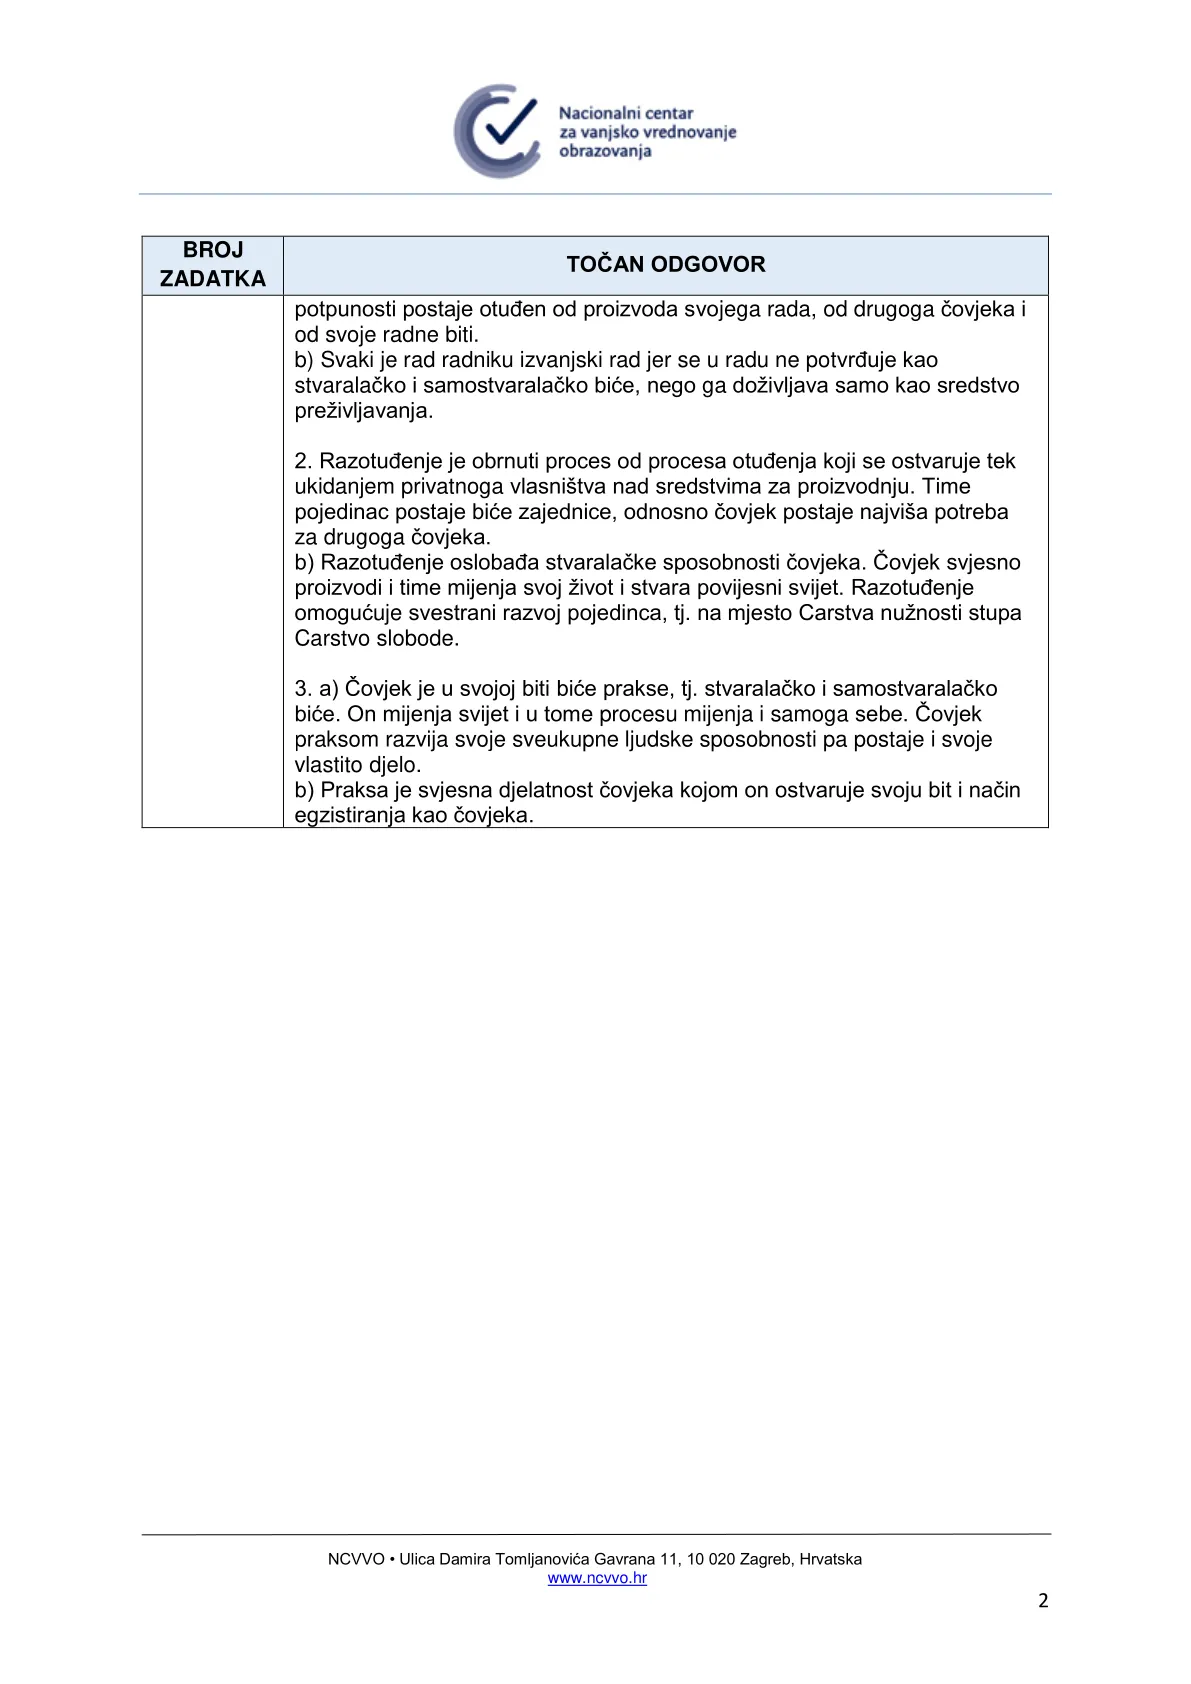 Nacionalni centar
za vanjsko vrednovanje
obrazovanja
BROJ
ZADATKA
TOČAN ODGOVOR
potpunosti postaje otuđen od proizvoda svojega rada, od drugoga čovjeka i
od svoje radne biti.
b) Svaki je rad radniku izvanjski rad jer se u radu ne potvrđuje kao
stvaralačko i samostvaralačko biće, nego ga doživljava samo kao sredstvo
preživljavanja.
2. Razotuđenje je obrnuti proces od procesa otuđenja koji se ostvaruje tek
ukidanjem privatnoga vlasništva nad sredstvima za proizvodnju. Time
pojedinac postaje biće zajednice, odnosno čovjek postaje najviša potreba
za drugoga čovjeka.
b) Razotuđenje oslobađa stvaralačke sposobnosti čovjeka. Čovjek svjesno
proizvodi i time mijenja svoj život i stvara povijesni svijet. Razotuđenje
omogućuje svestrani razvoj pojedinca, tj. na mjesto Carstva nužnosti stupa
Carstvo slobode.
3. a) Čovjek je u svojoj biti biće prakse, tj. stvaralačko i samostvaralačko
biće. On mijenja svijet i u tome procesu mijenja i samoga sebe. Čovjek
praksom razvija svoje sveukupne ljudske sposobnosti pa postaje i svoje
vlastito djelo.
b) Praksa je svjesna djelatnost čovjeka kojom on ostvaruje svoju bit i način
egzistiranja kao čovjeka.
NCVVO • Ulica Damira Tomljanovića Gavrana 11, 10 020 Zagreb, Hrvatska
www.ncvvo.hr
2